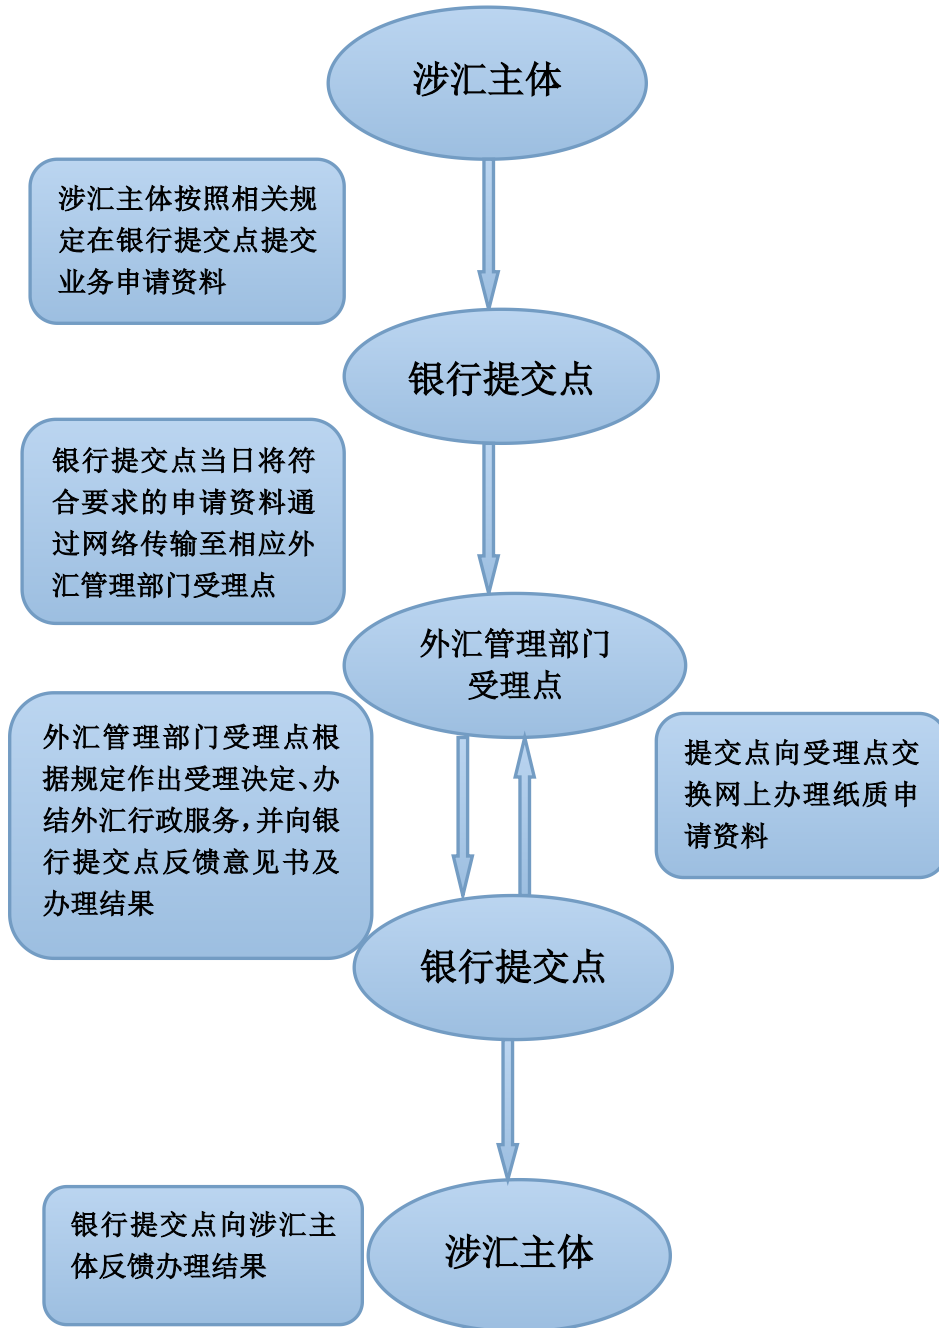 涉汇主体
涉汇主体按照相关规
定在银行提交点提交
业务申请资料
银行提交点
银行提交点当日将符
合要求的申请资料通
过网络传输至相应外
汇管理部门受理点
外汇管理部门
受理点
外汇管理部门受理点根
据规定作出受理决定、办
结外汇行政服务,并向银
行提交点反馈意见书及
办理结果
提交点向受理点交
换网上办理纸质申
请资料
银行提交点
银行提交点向涉汇主
体反馈办理结果
涉汇主体